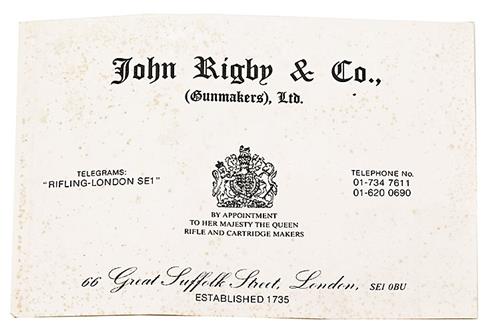 John Rigby & Co.,
(Gunmakers), Ltd.
TELEGRAMS:
"RIFLING-LONDON SE1"
TELEPHONE No.
01-734 7611
01-620 0690
BY APPOINTMENT
TO HER MAJESTY THE QUEEN
RIFLE AND CARTRIDGE MAKERS
66 Great Suffolk Street, London, SE1 0BU
ESTABLISHED 1735